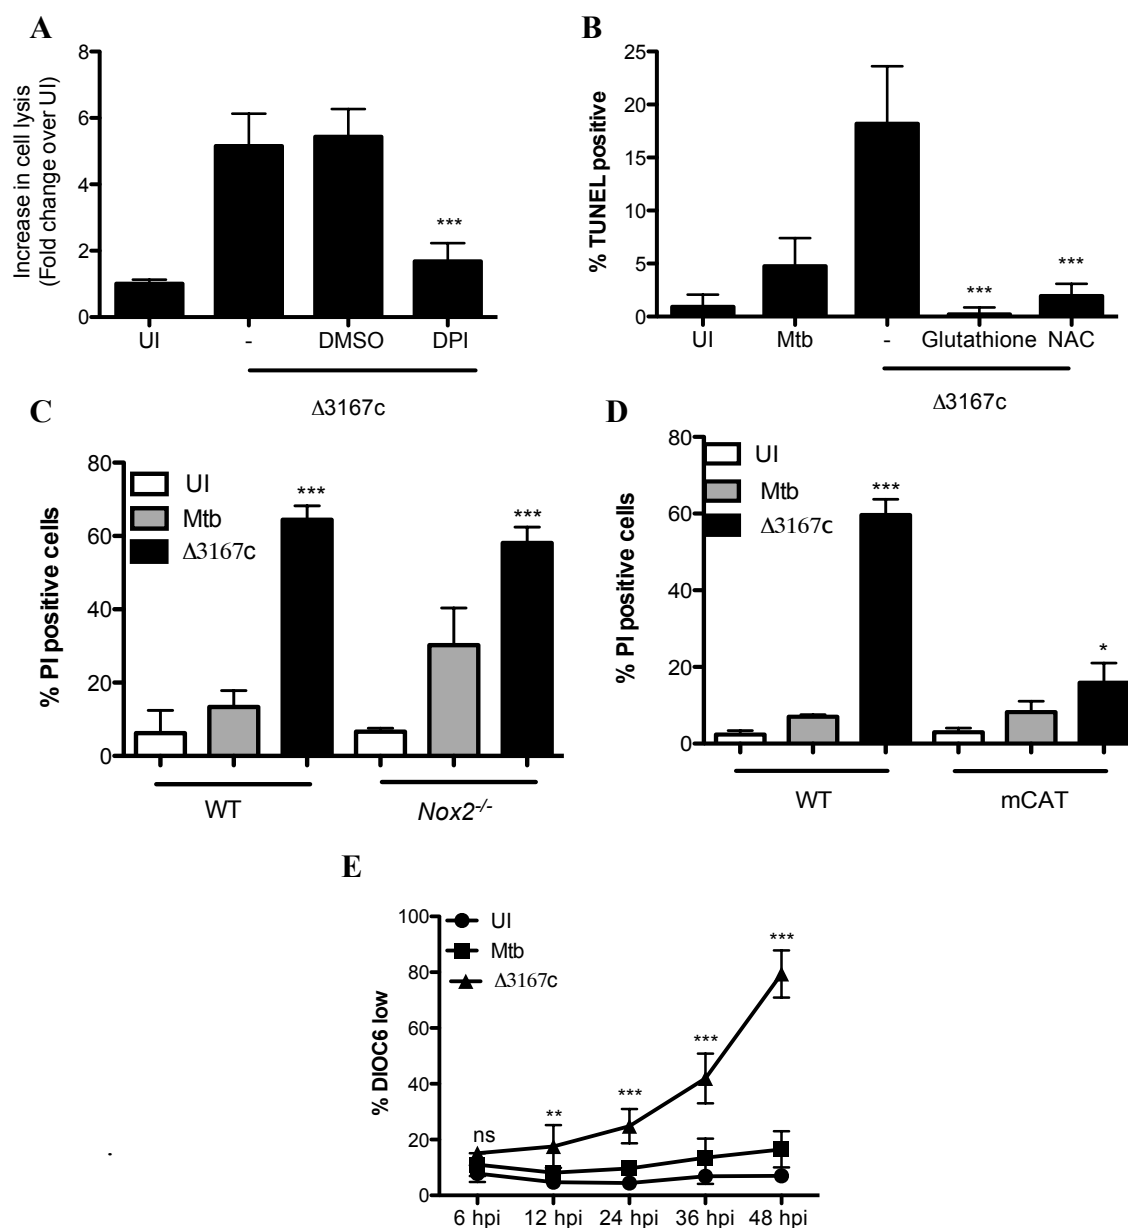 A
Increase in cell lysis
(Fold change over UI)
8
6
4
2
0
UI - DMSO DPI
***
Δ3167c
B
% TUNEL positive
25
20
15
10
5
0
*** ***
UI Mtb - Glutathione NAC
Δ3167c
C
% PI positive cells
80
60
40
20
0
UI
Mtb
Δ3167c
*** ***
WT Nox2-/-
D
% PI positive cells
80
60
40
20
0
UI
Mtb
Δ3167c
*** *
WT mCAT
E
% DIOC6 low
100
80
60
40
20
0
UI
Mtb
Δ3167c
ns ** *** *** ***
6 hpi 12 hpi 24 hpi 36 hpi 48 hpi